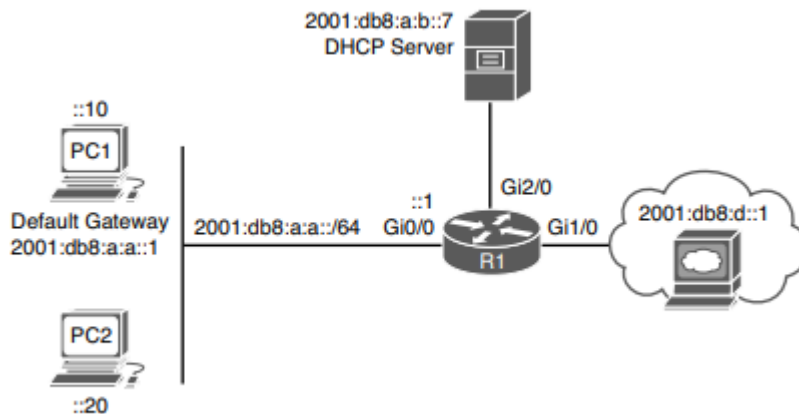 2001:db8:a:b::7
DHCP Server
::10
PC1
Default Gateway
2001:db8:a:a::1
2001:db8:a:a::/64
::1
Gi0/0
Gi2/0
Gi1/0
R1
2001:db8:d::1
PC2
::20